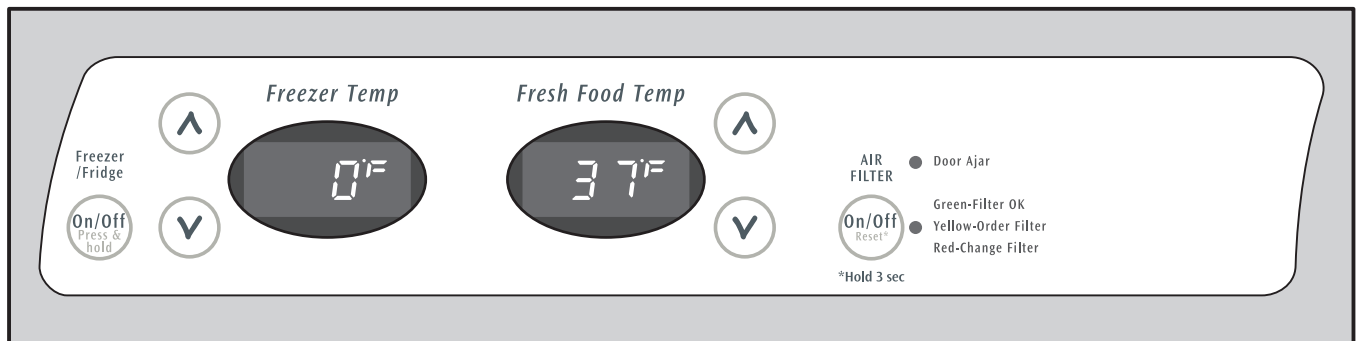 Freezer Temp
0°F
Fresh Food Temp
37°F
Freezer
/Fridge
On/Off
Press &
hold
AIR
FILTER
Door Ajar
On/Off
Reset*
Green-Filter OK
Yellow-Order Filter
Red-Change Filter
*Hold 3 sec